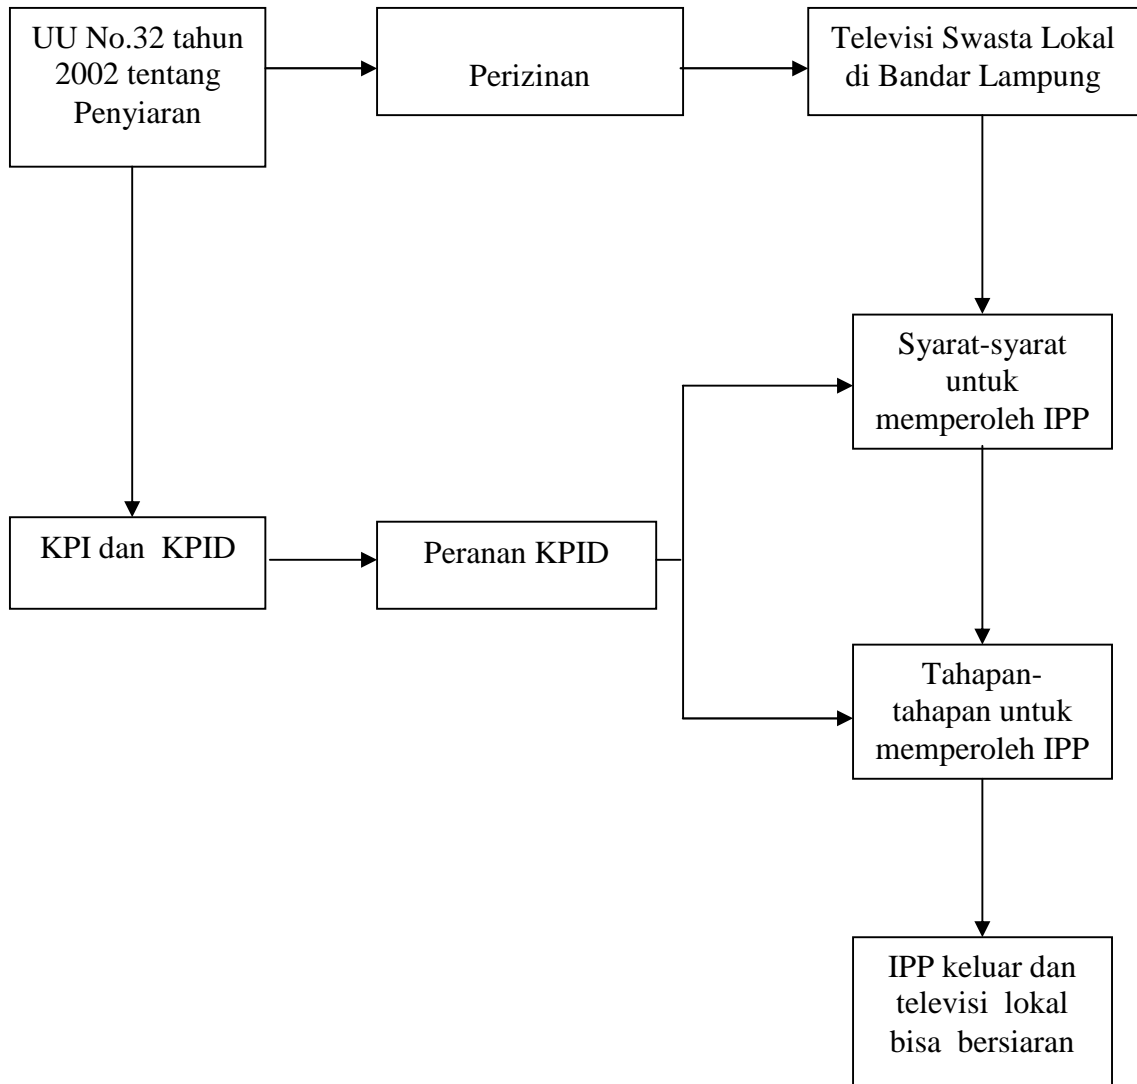 UU No.32 tahun
2002 tentang
Penyiaran
Perizinan
Televisi Swasta Lokal
di Bandar Lampung
Syarat-syarat
untuk
memperoleh IPP
KPI dan KPID
Peranan KPID
Tahapan-
tahapan untuk
memperoleh IPP
IPP keluar dan
televisi lokal
bisa bersiaran